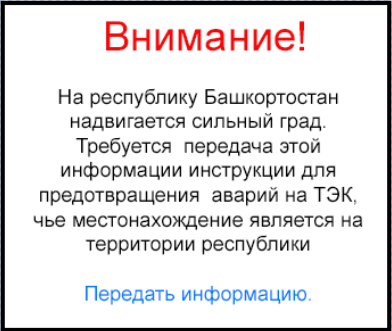 Внимание!
На республику Башкортостан
надвигается сильный град.
Требуется  передача этой
информации инструкции для
предотвращения  аварий на ТЭК,
чье местонахождение является на
территории республики
Передать информацию.